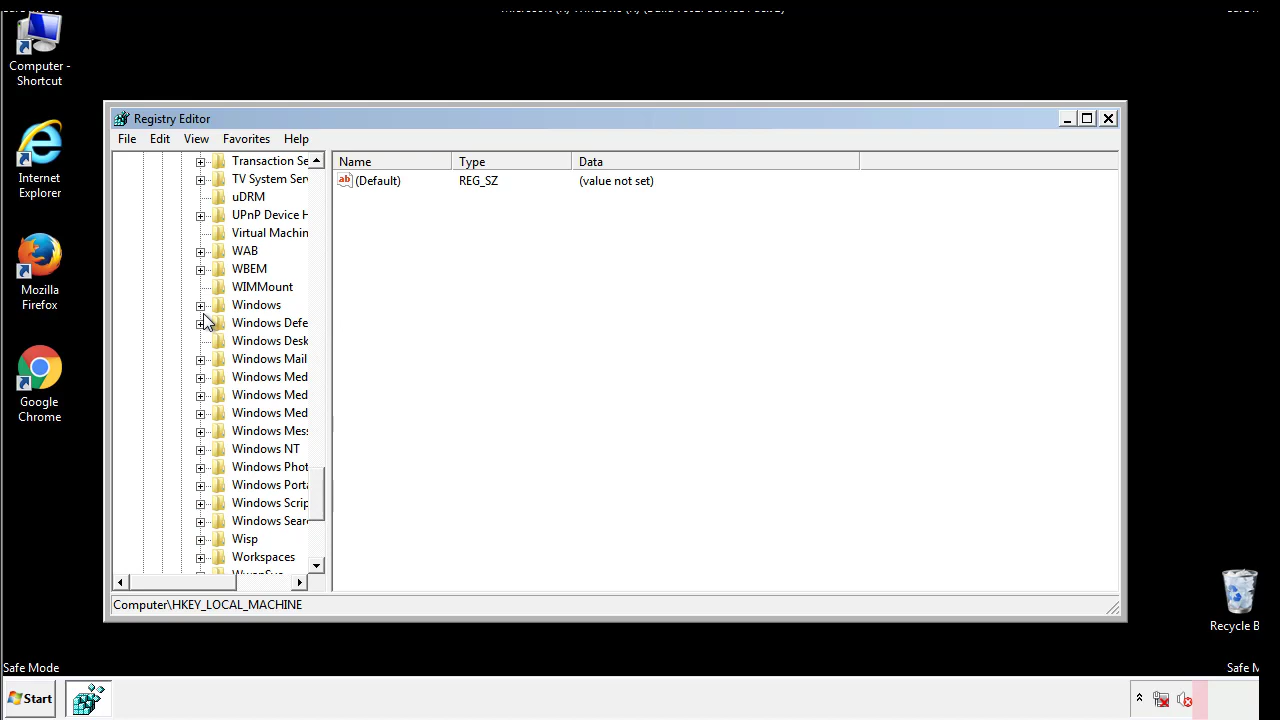 Computer -
Shortcut
Internet
Explorer
Mozilla
Firefox
Google
Chrome
Registry Editor
File Edit View Favorites Help
Name Type Data
(Default) REG_SZ (value not set)
Transaction Se
TV System Serv
uDRM
UPnP Device H
Virtual Machin
WAB
WBEM
WIMMount
Windows
Windows Defe
Windows Desk
Windows Mail
Windows Med
Windows Med
Windows Med
Windows Mess
Windows NT
Windows Phot
Windows Porta
Windows Scrip
Windows Sear
Wisp
Workspaces
Computer\HKEY_LOCAL_MACHINE
Recycle B
Safe Mode
Safe M
Start